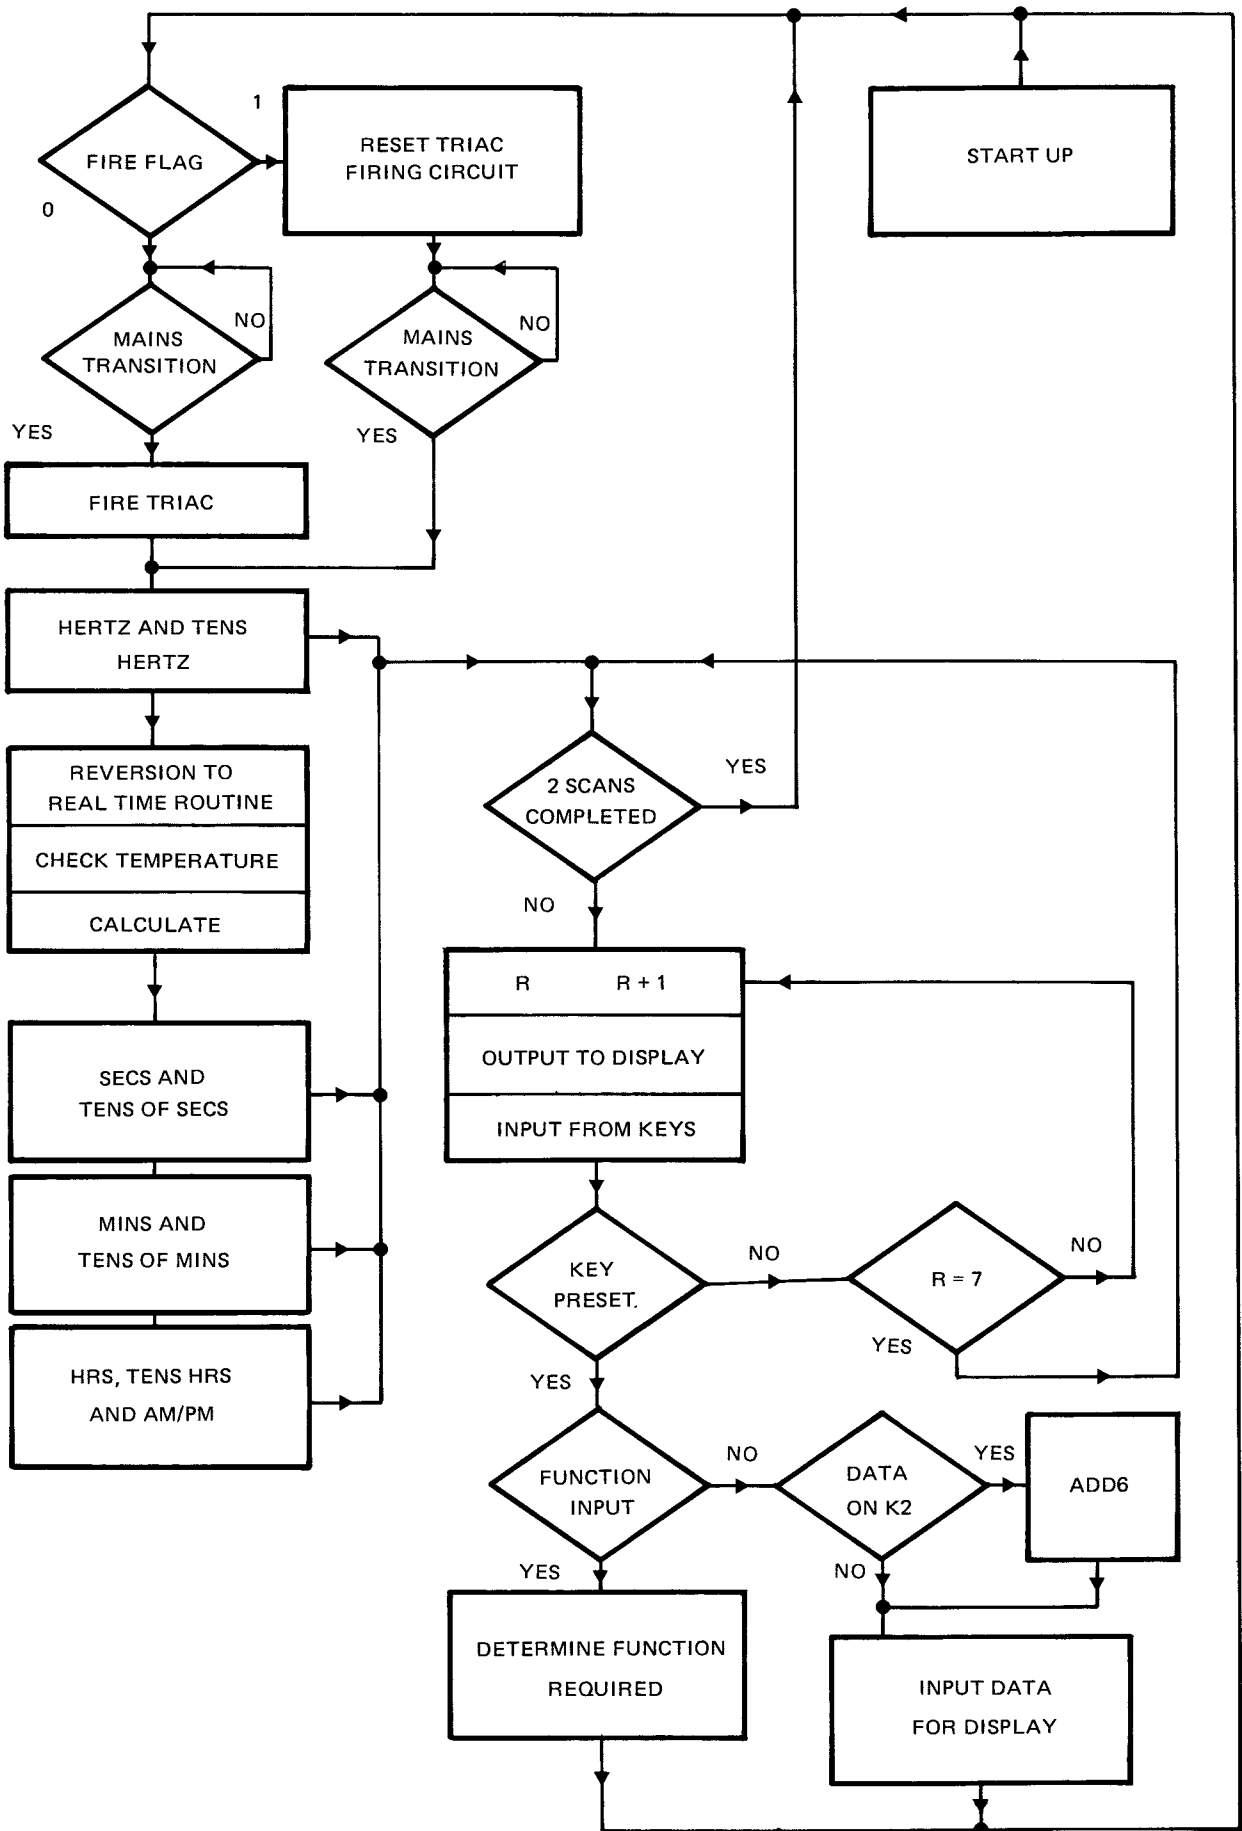 1
FIRE FLAG
0
RESET TRIAC
FIRING CIRCUIT
START UP
MAINS
TRANSITION
NO
YES
MAINS
TRANSITION
NO
YES
FIRE TRIAC
HERTZ AND TENS
HERTZ
REVERSION TO
REAL TIME ROUTINE
CHECK TEMPERATURE
CALCULATE
SECS AND
TENS OF SECS
MINS AND
TENS OF MINS
HRS, TENS HRS
AND AM/PM
2 SCANS
COMPLETED
YES
NO
R R + 1
OUTPUT TO DISPLAY
INPUT FROM KEYS
KEY
PRESET.
NO
YES
R = 7
NO
YES
FUNCTION
INPUT
NO
YES
DATA
ON K2
YES
NO
ADD6
DETERMINE FUNCTION
REQUIRED
INPUT DATA
FOR DISPLAY